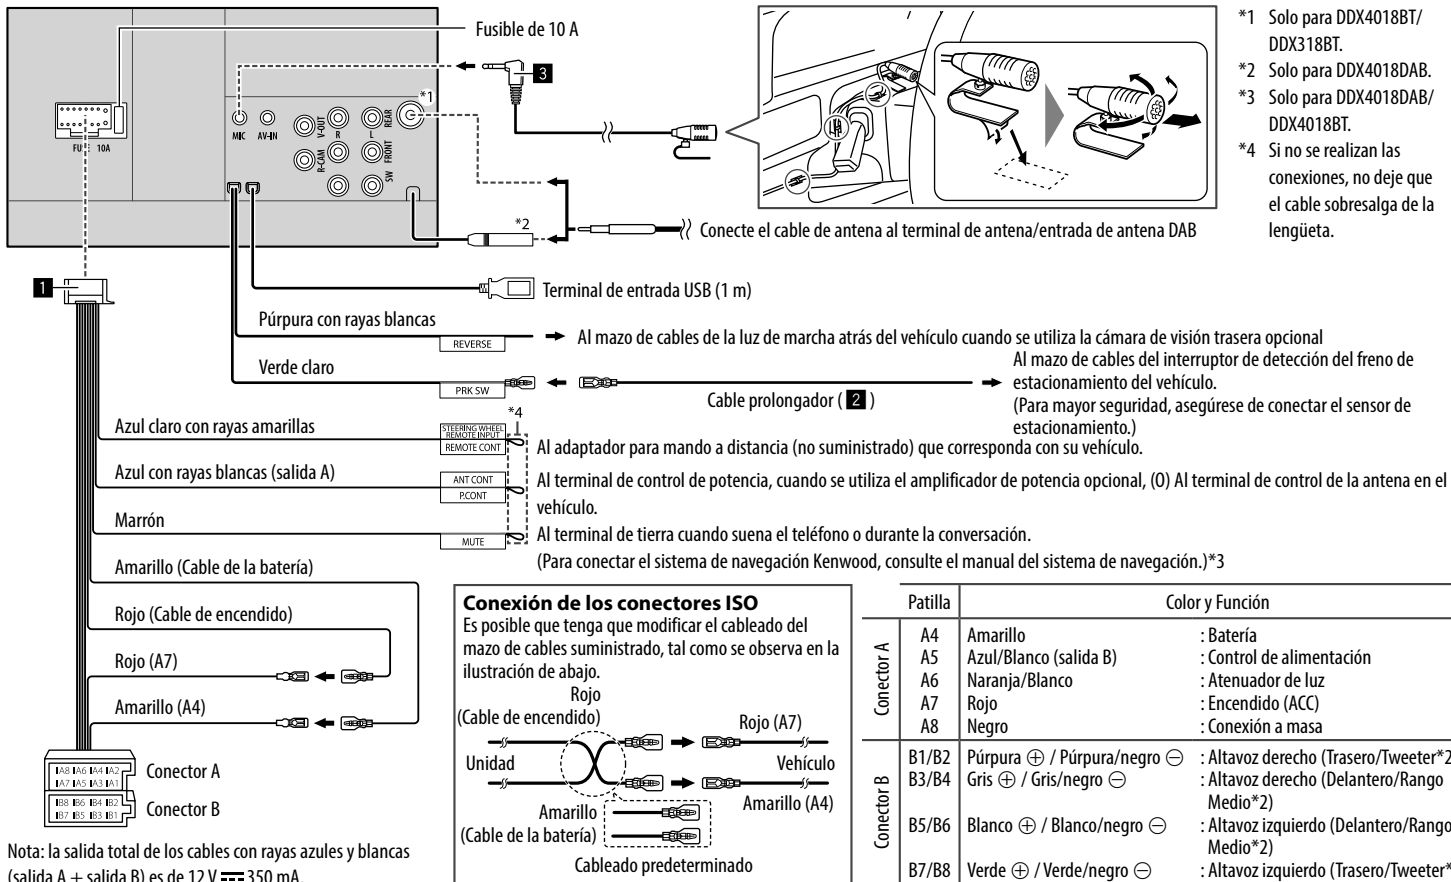 Fusible de 10 A
3
*1
MIC
AV-IN
V-OUT
R
L
REAR
R-CAM
FRONT
SW
FUSE 10A
*2
Conecte el cable de antena al terminal de antena/entrada de antena DAB
*1 Solo para DDX4018BT/
DDX318BT.
*2 Solo para DDX4018DAB.
*3 Solo para DDX4018DAB/
DDX4018BT.
*4 Si no se realizan las
conexiones, no deje que
el cable sobresalga de la
lengüeta.
1
Terminal de entrada USB (1 m)
Púrpura con rayas blancas
REVERSE
Al mazo de cables de la luz de marcha atrás del vehículo cuando se utiliza la cámara de visión trasera opcional
Verde claro
PRK SW
Cable prolongador ( 2 )
Al mazo de cables del interruptor de detección del freno de
estacionamiento del vehículo.
(Para mayor seguridad, asegúrese de conectar el sensor de
estacionamiento.)
*4
Azul claro con rayas amarillas
STEERING WHEEL
REMOTE INPUT
REMOTE CONT
Al adaptador para mando a distancia (no suministrado) que corresponda con su vehículo.
Azul con rayas blancas (salida A)
ANT CONT
P.CONT
Al terminal de control de potencia, cuando se utiliza el amplificador de potencia opcional, (O) Al terminal de control de la antena en el
vehículo.
Marrón
MUTE
Al terminal de tierra cuando suena el teléfono o durante la conversación.
(Para conectar el sistema de navegación Kenwood, consulte el manual del sistema de navegación.)*3
Amarillo (Cable de la batería)
Rojo (Cable de encendido)
Rojo (A7)
Amarillo (A4)
A8 A6 A4 A2
A7 A5 A3 A1
Conector A
B8 B6 B4 B2
B7 B5 B3 B1
Conector B
Nota: la salida total de los cables con rayas azules y blancas
(salida A + salida B) es de 12 V ⎓ 350 mA.
Conexión de los conectores ISO
Es posible que tenga que modificar el cableado del
mazo de cables suministrado, tal como se observa en la
ilustración de abajo.
Rojo
(Cable de encendido)
Rojo (A7)
Unidad
Vehículo
Amarillo
(Cable de la batería)
Amarillo (A4)
Cableado predeterminado
Patilla Color y Función
Conector A
A4 Amarillo : Batería
A5 Azul/Blanco (salida B) : Control de alimentación
A6 Naranja/Blanco : Atenuador de luz
A7 Rojo : Encendido (ACC)
A8 Negro : Conexión a masa
Conector B
B1/B2 Púrpura ⊕ / Púrpura/negro ⊖ : Altavoz derecho (Trasero/Tweeter*2
B3/B4 Gris ⊕ / Gris/negro ⊖ : Altavoz derecho (Delantero/Rango
Medio*2)
B5/B6 Blanco ⊕ / Blanco/negro ⊖ : Altavoz izquierdo (Delantero/Rango
Medio*2)
B7/B8 Verde ⊕ / Verde/negro ⊖ : Altavoz izquierdo (Trasero/Tweeter*